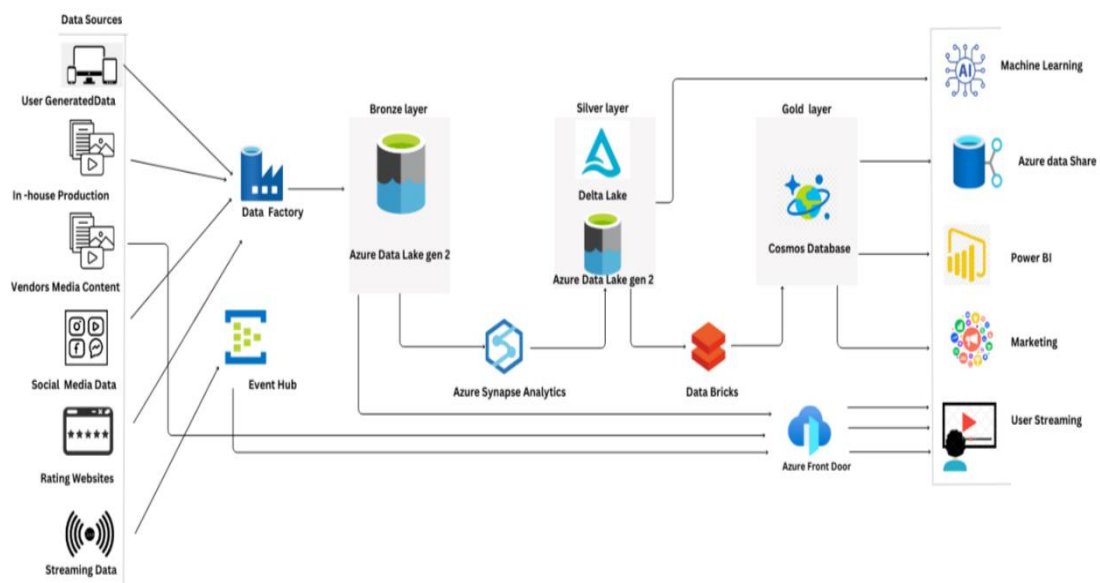 Data Sources
User GeneratedData
In -house Production
Vendors Media Content
Social Media Data
Rating Websites
Streaming Data
Data Factory
Event Hub
Bronze layer
Azure Data Lake gen 2
Azure Synapse Analytics
Silver layer
Delta Lake
Azure Data Lake gen 2
Data Bricks
Gold layer
Cosmos Database
Azure Front Door
AI
Machine Learning
Azure data Share
Power BI
Marketing
User Streaming